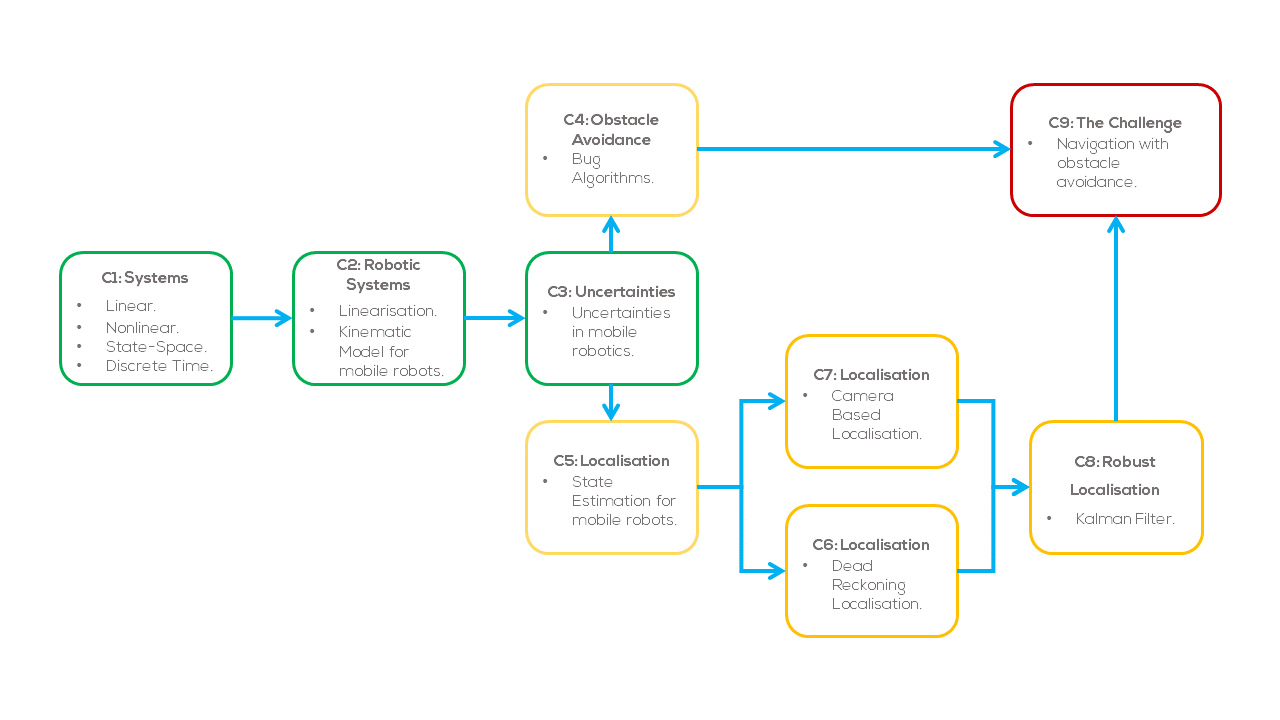 C4: Obstacle
Avoidance
• Bug
Algorithms.
C9: The Challenge
• Navigation with
obstacle
avoidance.
C1: Systems
• Linear.
• Nonlinear.
• State-Space.
• Discrete Time.
C2: Robotic
Systems
• Linearisation.
• Kinematic
Model for
mobile robots.
C3: Uncertainties
• Uncertainties
in mobile
robotics.
C7: Localisation
• Camera
Based
Localisation.
C5: Localisation
• State
Estimation for
mobile robots.
C8: Robust
Localisation
• Kalman Filter.
C6: Localisation
• Dead
Reckoning
Localisation.